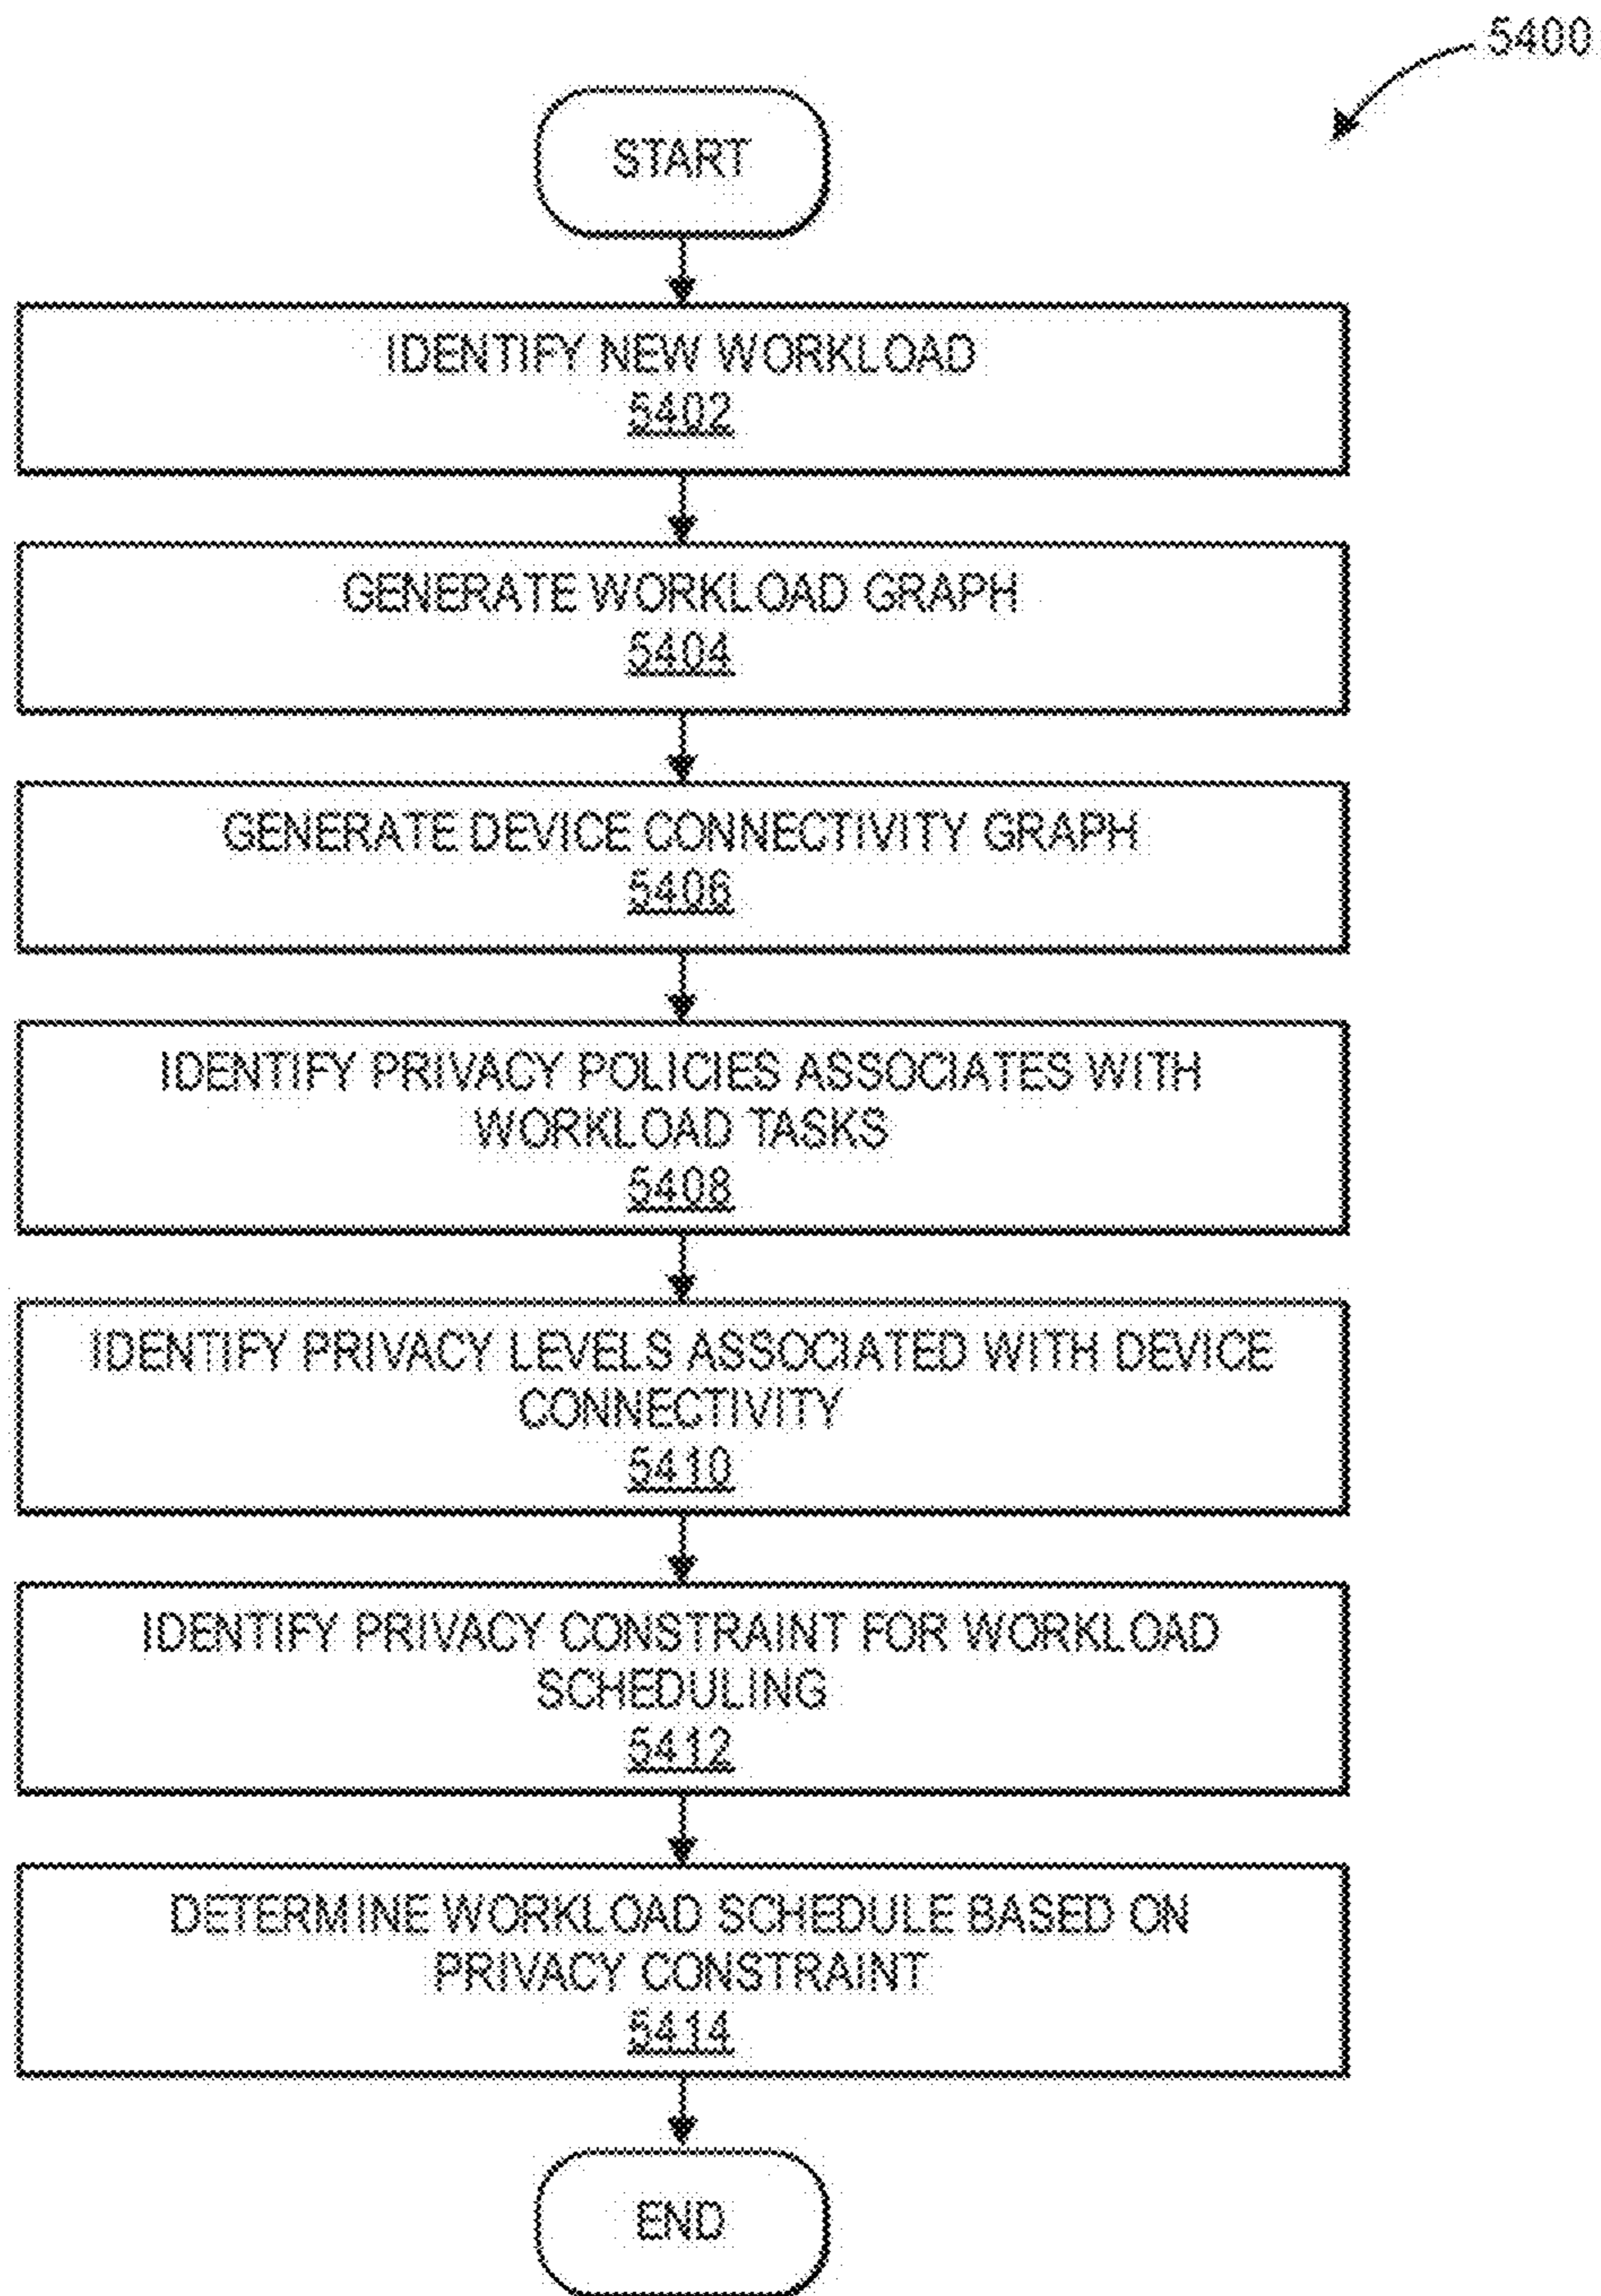 5400
START
IDENTIFY NEW WORKLOAD
5402
GENERATE WORKLOAD GRAPH
5404
GENERATE DEVICE CONNECTIVITY GRAPH
5406
IDENTIFY PRIVACY POLICIES ASSOCIATES WITH
WORKLOAD TASKS
5408
IDENTIFY PRIVACY LEVELS ASSOCIATED WITH DEVICE
CONNECTIVITY
5410
IDENTIFY PRIVACY CONSTRAINT FOR WORKLOAD
SCHEDULING
5412
DETERMINE WORKLOAD SCHEDULE BASED ON
PRIVACY CONSTRAINT
5414
END